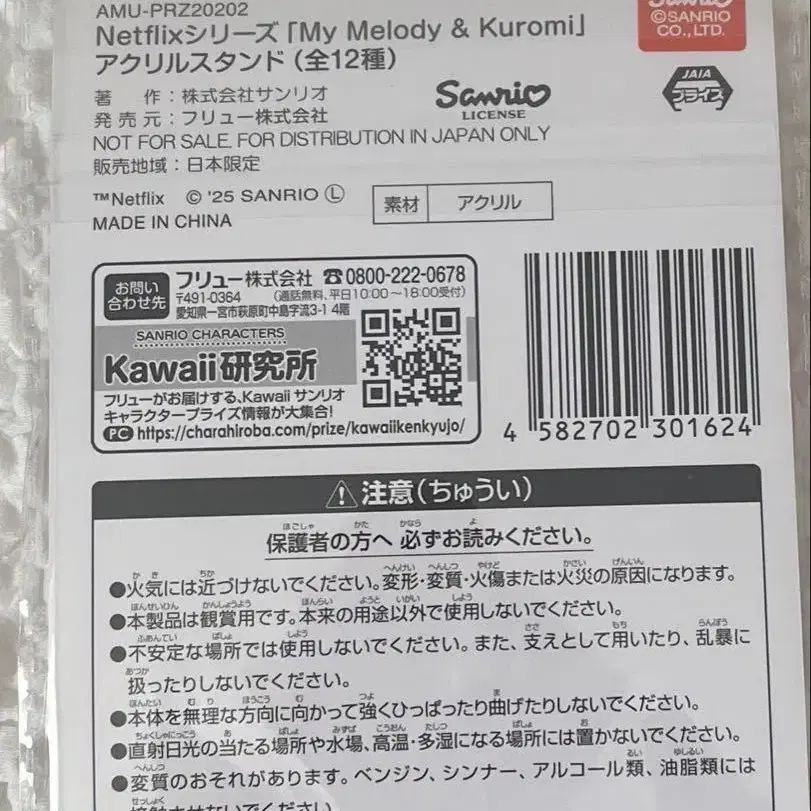 AMU-PRZ20202
Netflixシリーズ「My Melody & Kuromi」
アクリルスタンド(全12種)
著　作:株式会社サンリオ
発売元:フリュー株式会社
NOT FOR SALE. FOR DISTRIBUTION IN JAPAN ONLY
販売地域:日本限定
™Netflix © '25 SANRIO Ⓛ
MADE IN CHINA
©SANRIO
CO.,LTD.
Sanrio
LICENSE
JAIA
プライズ
素材 アクリル
お問い
合わせ先
フリュー株式会社 ☎0800-222-0678
〒491-0364 (通話無料、平日10:00~18:00受付)
愛知県一宮市萩原町中島字流3-1 4階
SANRIO CHARACTERS
Kawaii研究所
フリューがお届けする、Kawaii サンリオ
キャラクタープライズ情報が大集合!
PC https://charahiroba.com/prize/kawaiikenkyujo/
4 582702 301624
⚠注意(ちゅうい)
保護者の方へ 必ずお読みください。
●火気には近づけないでください。変形・変質・火傷または火災の原因になります。
●本製品は観賞用です。本来の用途以外で使用しないでください。
●不安定な場所では使用しないでください。また、支えとして用いたり、乱暴に
扱ったりしないでください。
●本体を無理な方向に向かって強くひっぱったり曲げたりしないでください。
●直射日光の当たる場所や水場、高温・多湿になる場所には置かないでください。
●変質のおそれがあります。ベンジン、シンナー、アルコール類、油脂類には